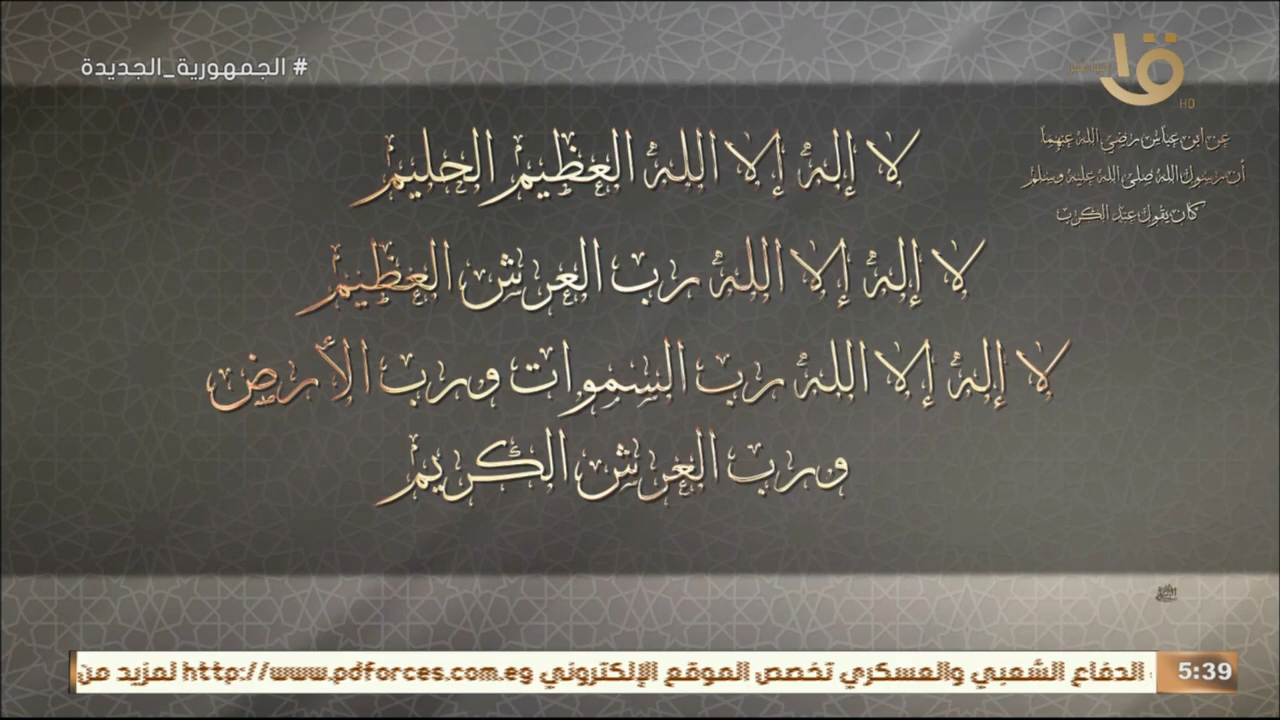 # الجمهورية_الجديدة
HD
عن ابن عباس رضي الله عنهما
أن رسول الله صلى الله عليه وسلم
كان يقول عند الكرب
لا إله إلا الله العظيم الحليم
لا إله إلا الله رب العرش العظيم
لا إله إلا الله رب السموات ورب الأرض
ورب العرش الكريم
5:39
الدفاع الشعبي والعسكري تخصص الموقع الإلكتروني http://www.pdforces.com.eg لمزيد من